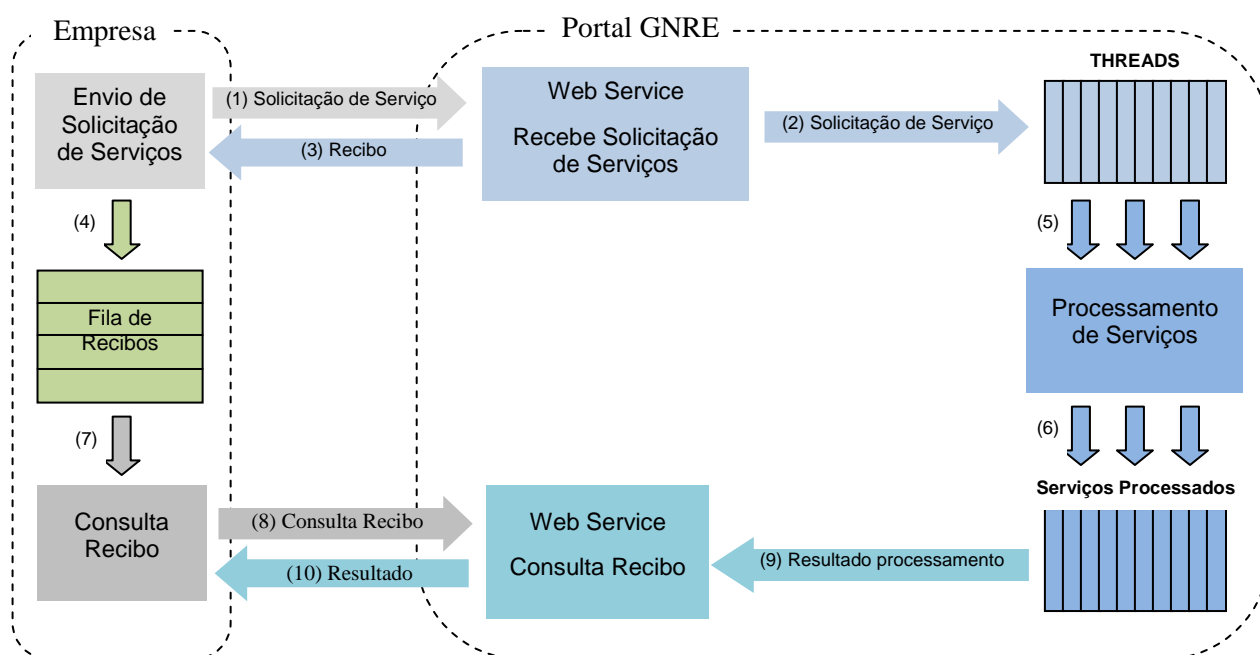 Empresa
Portal GNRE
THREADS
Envio de
Solicitação
de Serviços
(1) Solicitação de Serviço
(3) Recibo
Web Service
Recebe Solicitação
de Serviços
(2) Solicitação de Serviço
(4)
(5)
Fila de
Recibos
Processamento
de Serviços
(7)
(6)
Serviços Processados
Consulta
Recibo
(8) Consulta Recibo
(10) Resultado
Web Service
Consulta Recibo
(9) Resultado processamento